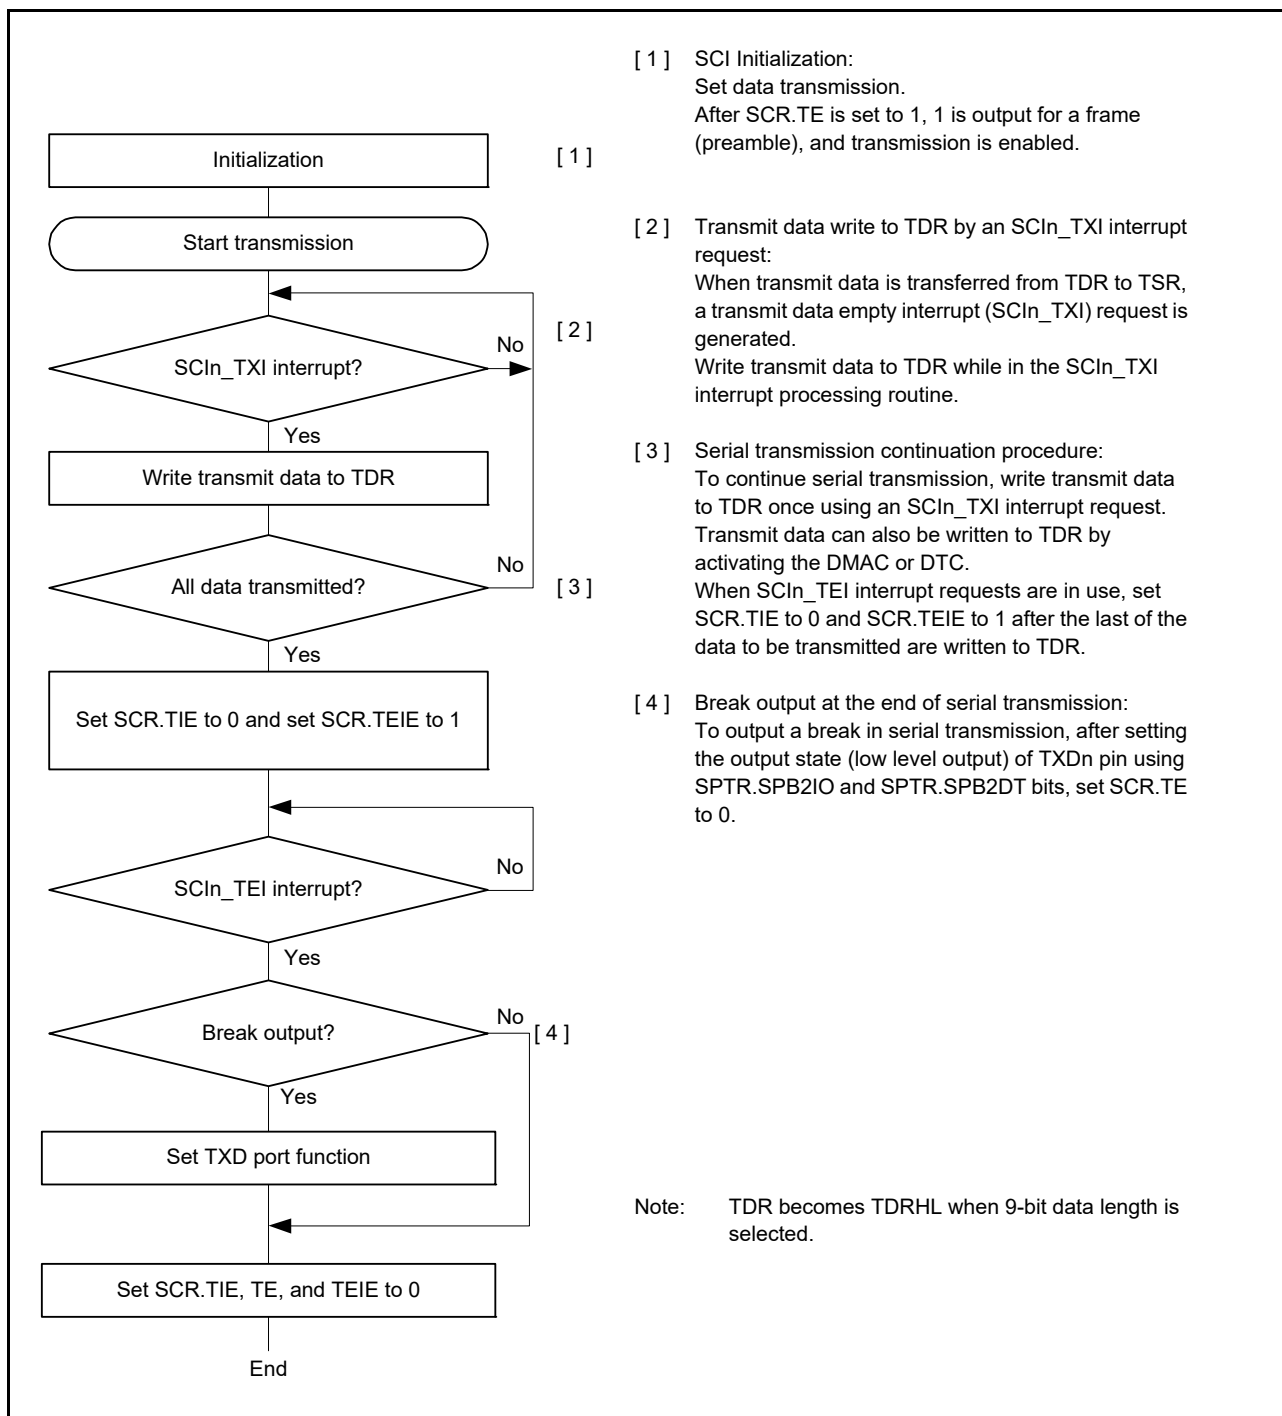 Initialization
[ 1 ]
Start transmission
SCIn_TXI interrupt?
No
[ 2 ]
Yes
Write transmit data to TDR
All data transmitted?
No
[ 3 ]
Yes
Set SCR.TIE to 0 and set SCR.TEIE to 1
SCIn_TEI interrupt?
No
Yes
Break output?
No
[ 4 ]
Yes
Set TXD port function
Set SCR.TIE, TE, and TEIE to 0
End
[ 1 ] SCI Initialization:
Set data transmission.
After SCR.TE is set to 1, 1 is output for a frame
(preamble), and transmission is enabled.
[ 2 ] Transmit data write to TDR by an SCIn_TXI interrupt
request:
When transmit data is transferred from TDR to TSR,
a transmit data empty interrupt (SCIn_TXI) request is
generated.
Write transmit data to TDR while in the SCIn_TXI
interrupt processing routine.
[ 3 ] Serial transmission continuation procedure:
To continue serial transmission, write transmit data
to TDR once using an SCIn_TXI interrupt request.
Transmit data can also be written to TDR by
activating the DMAC or DTC.
When SCIn_TEI interrupt requests are in use, set
SCR.TIE to 0 and SCR.TEIE to 1 after the last of the
data to be transmitted are written to TDR.
[ 4 ] Break output at the end of serial transmission:
To output a break in serial transmission, after setting
the output state (low level output) of TXDn pin using
SPTR.SPB2IO and SPTR.SPB2DT bits, set SCR.TE
to 0.
Note: TDR becomes TDRHL when 9-bit data length is
selected.